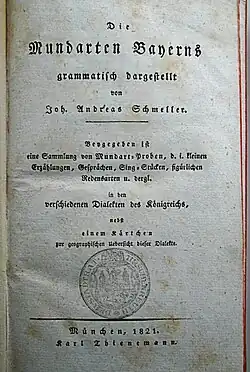 Die
Mundarten Bayerns
grammatisch dargestellt
von
Joh. Andreas Schmeller.
Beygegeben ist
eine Sammlung von Mundart-Proben, d. i. kleinen
Erzählungen, Gesprächen, Sing-Stücken, figürlichen
Redensarten u. dergl.
in den
verschiedenen Dialekten des Königreichs,
nebst
einem Kärtchen
zur geographischen Uebersicht dieser Dialekte.
München, 1821.
Karl Thienemann.